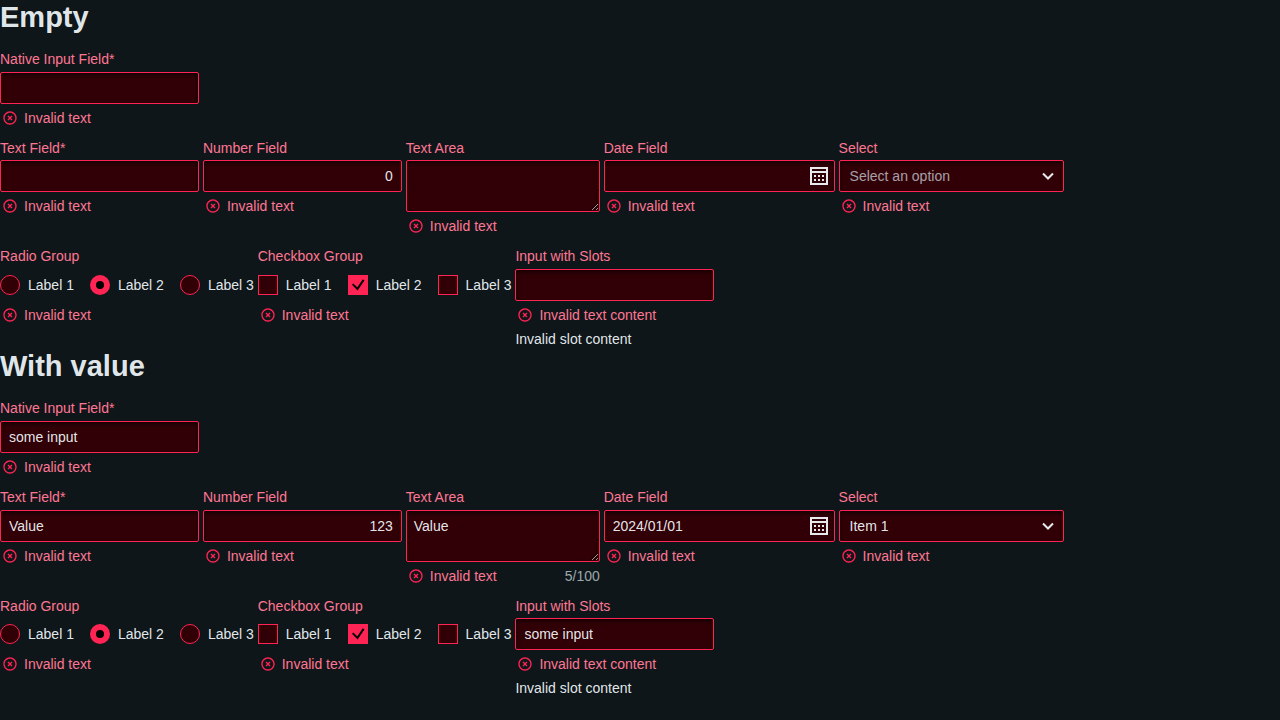 Empty
Native Input Field*
Invalid text
Text Field* Number Field Text Area Date Field Select
0 Select an option
Invalid text Invalid text Invalid text Invalid text
Invalid text
Radio Group Checkbox Group Input with Slots
Label 1 Label 2 Label 3 Label 1 Label 2 Label 3
Invalid text Invalid text Invalid text content
Invalid slot content
With value
Native Input Field*
some input
Invalid text
Text Field* Number Field Text Area Date Field Select
Value 123 Value 2024/01/01 Item 1
Invalid text Invalid text Invalid text Invalid text
Invalid text 5/100
Radio Group Checkbox Group Input with Slots
Label 1 Label 2 Label 3 Label 1 Label 2 Label 3 some input
Invalid text Invalid text Invalid text content
Invalid slot content